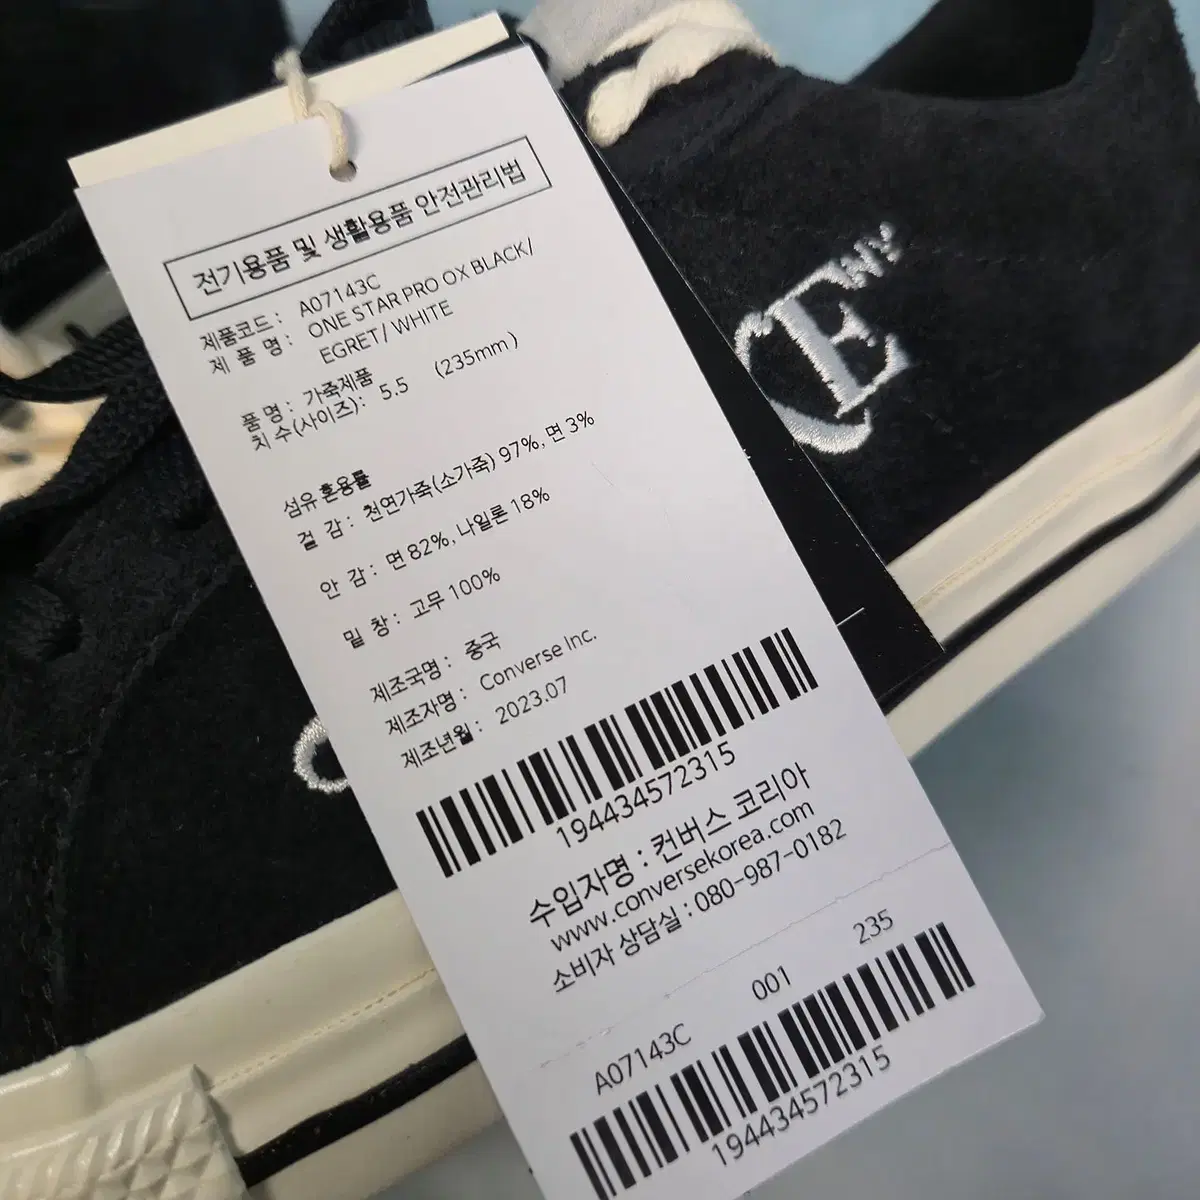 전기용품 및 생활용품 안전관리법
제품코드 : A07143C
제 품 명 : ONE STAR PRO OX BLACK/
EGRET/ WHITE
품 명 : 가죽제품
치 수(사이즈) : 5.5 (235mm)
섬유 혼용률
겉 감 : 천연가죽(소가죽) 97%, 면 3%
안 감 : 면 82%, 나일론 18%
밑 창 : 고무 100%
제조국명 : 중국
제조자명 : Converse Inc.
제조년월 : 2023.07
194434572315
수입자명 : 컨버스 코리아
www.conversekorea.com
소비자 상담실 : 080-987-0182
A07143C 001 235
194434572315
NY